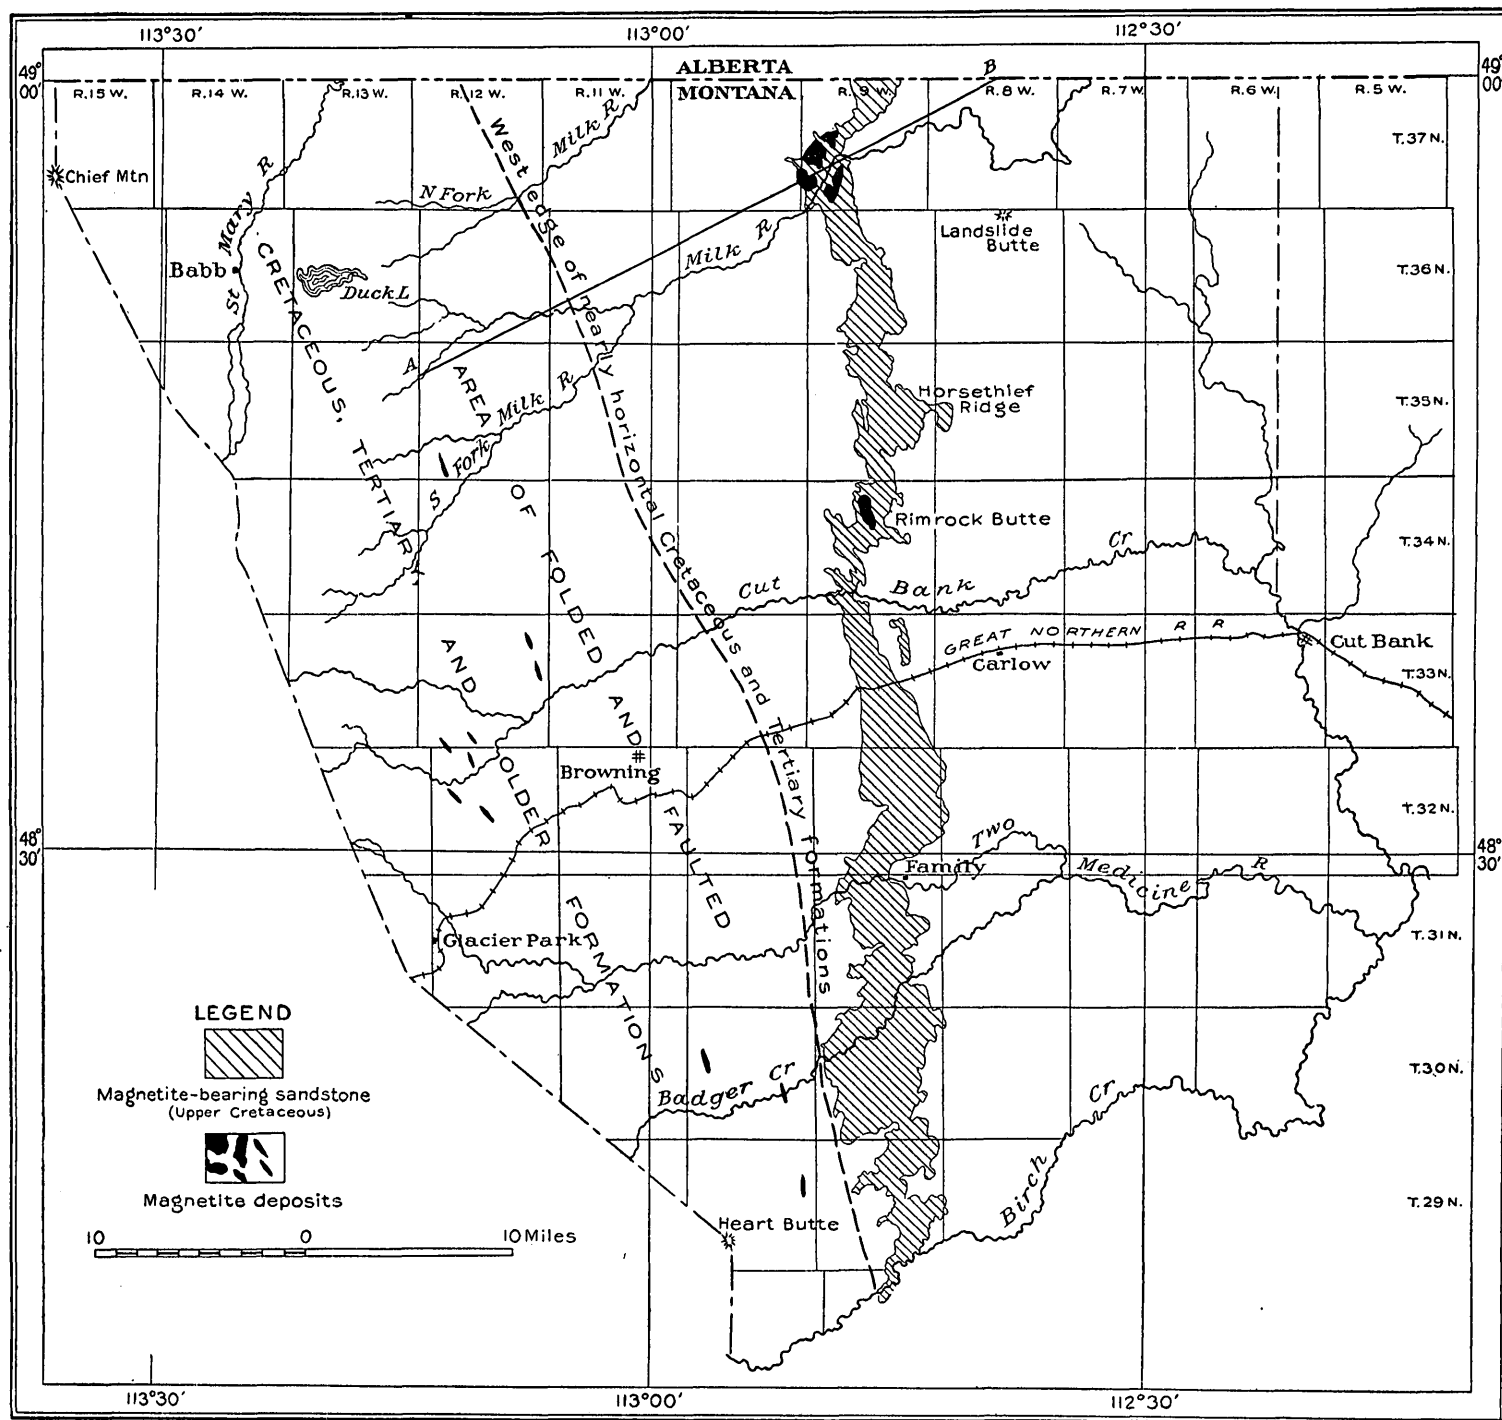 113°30′ 113°00′ 112°30′
ALBERTA
MONTANA
B
49°
00′
49°
00′
R.15 W. R.14 W. R.13 W. R.12 W. R.11 W. R.9 W. R.8 W. R.7 W. R.6 W. R.5 W.
T.37 N.
Chief Mtn
St Mary R
Milk R
N Fork
Babb
Duck L
Landslide
Butte
T.36 N.
Milk R
A
Horsethief
Ridge
T.35 N.
S Fork Milk R
Rimrock Butte
T.34 N.
Cut Bank Cr
GREAT NORTHERN R R
Carlow
Cut Bank
T.33 N.
West edge of nearly horizontal Cretaceous and Tertiary formations
CRETACEOUS, TERTIARY AND OLDER FORMATIONS
AREA OF FOLDED AND FAULTED
Browning
T.32 N.
48°
30′
48°
30′
Family
Two Medicine R
Glacier Park
T.31 N.
T.30 N.
Badger Cr
Birch Cr
T.29 N.
Heart Butte
LEGEND
Magnetite-bearing sandstone
(Upper Cretaceous)
Magnetite deposits
10 0 10 Miles
113°30′ 113°00′ 112°30′